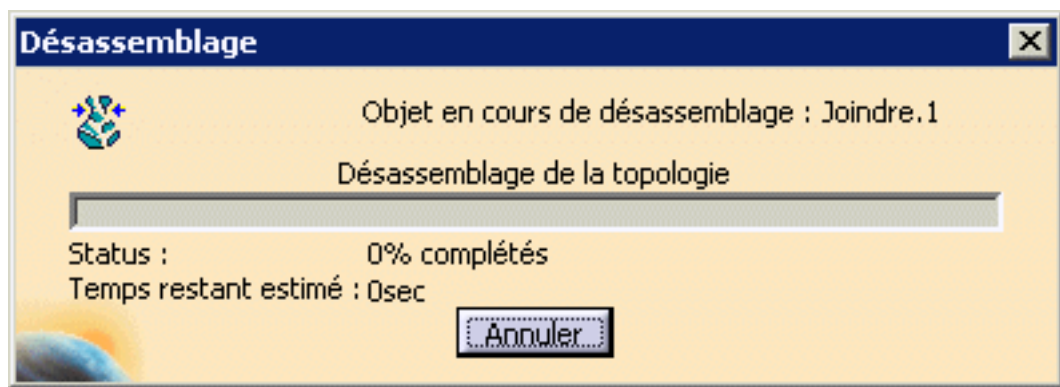 Désassemblage
Objet en cours de désassemblage : Joindre.1
Désassemblage de la topologie
Status : 0% complétés
Temps restant estimé : 0sec
Annuler